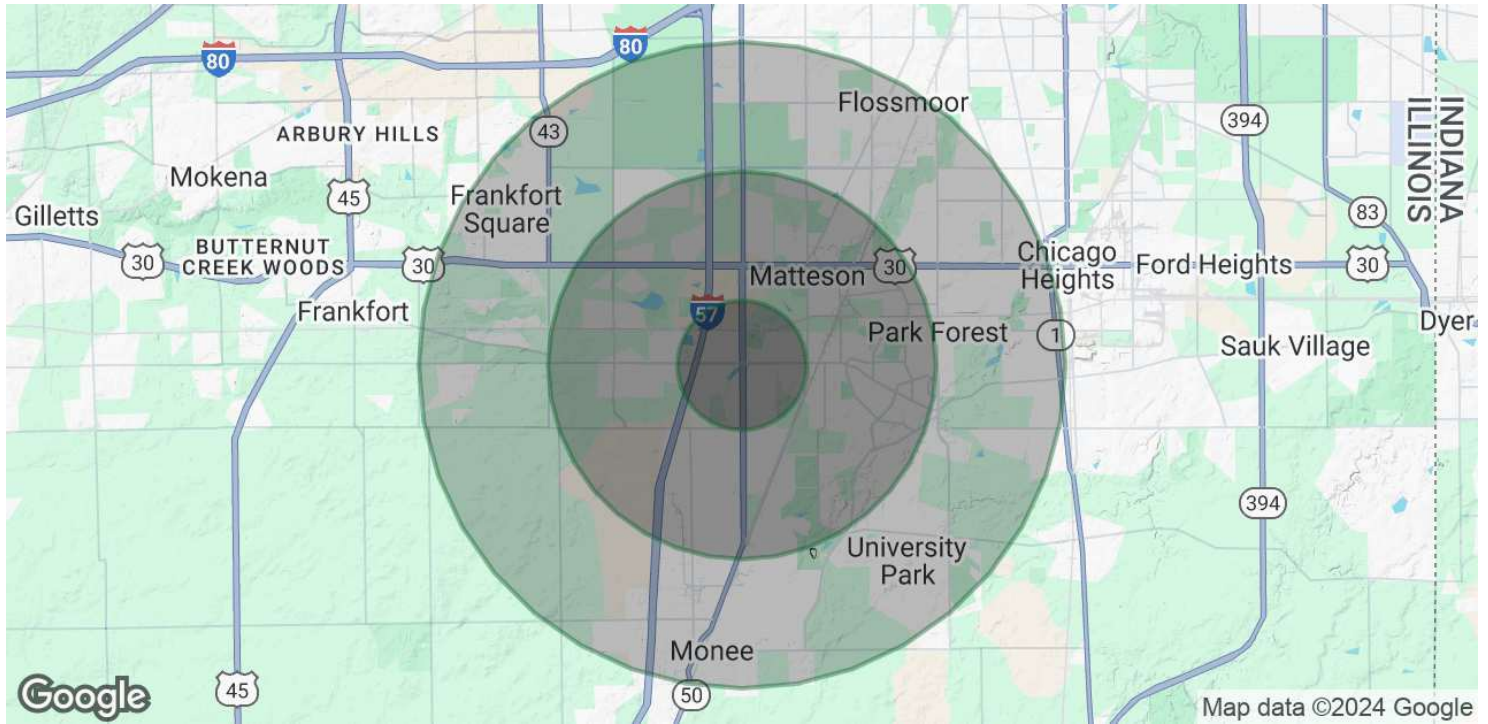 80
80
Flossmoor
INDIANA
ILLINOIS
394
43
ARBURY HILLS
Mokena
45
Frankfort
Square
83
Gilletts
30
BUTTERNUT
CREEK WOODS
30
Matteson
30
Chicago
Heights
Ford Heights
30
Frankfort
57
Park Forest
1
Sauk Village
Dyer
394
University
Park
Monee
50
45
Google
Map data ©2024 Google